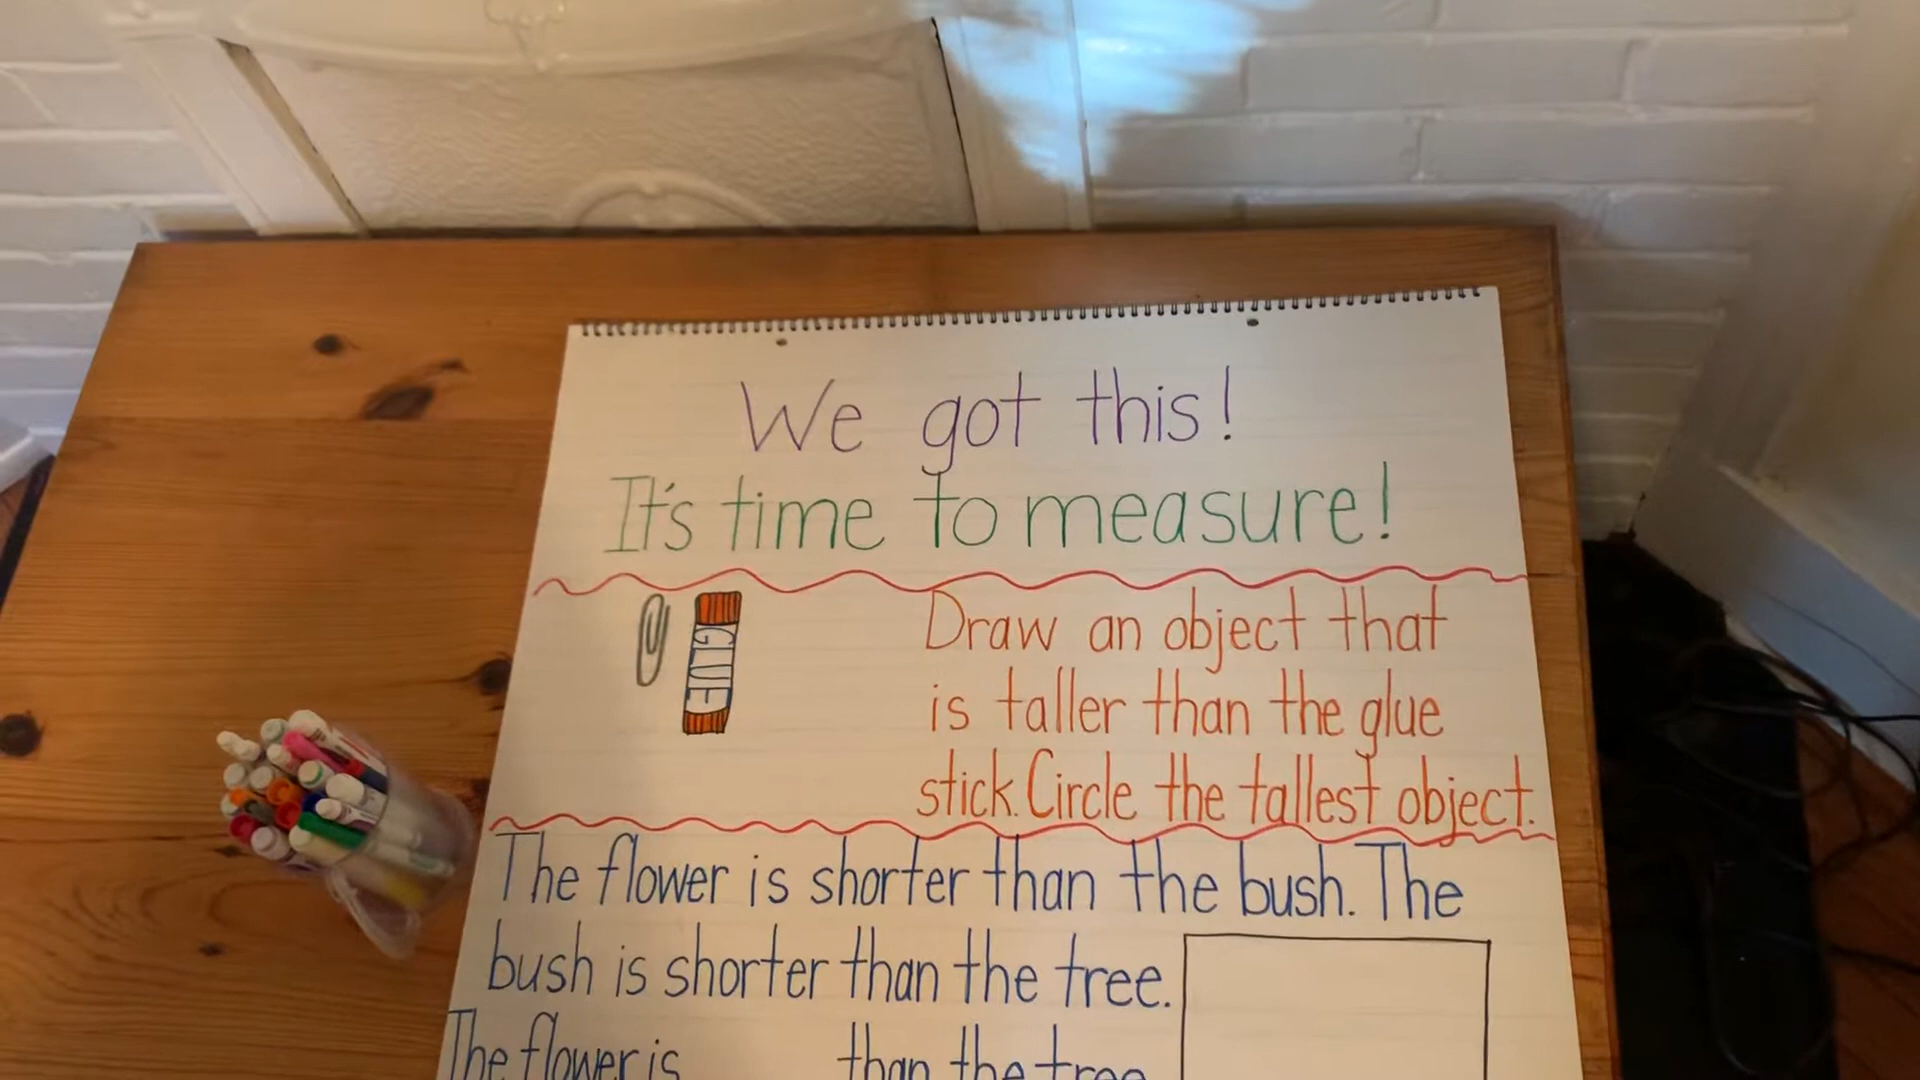 We got this!
It's time to measure!
GLUE
Draw an object that
is taller than the glue
stick. Circle the tallest object.
The flower is shorter than the bush. The
bush is shorter than the tree.
The flower is than the tree